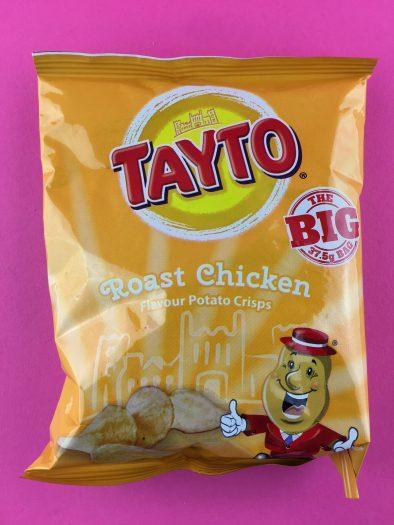 TAYTO
®
THE
BIG
37.5g BAG
Roast Chicken
Flavour Potato Crisps
®